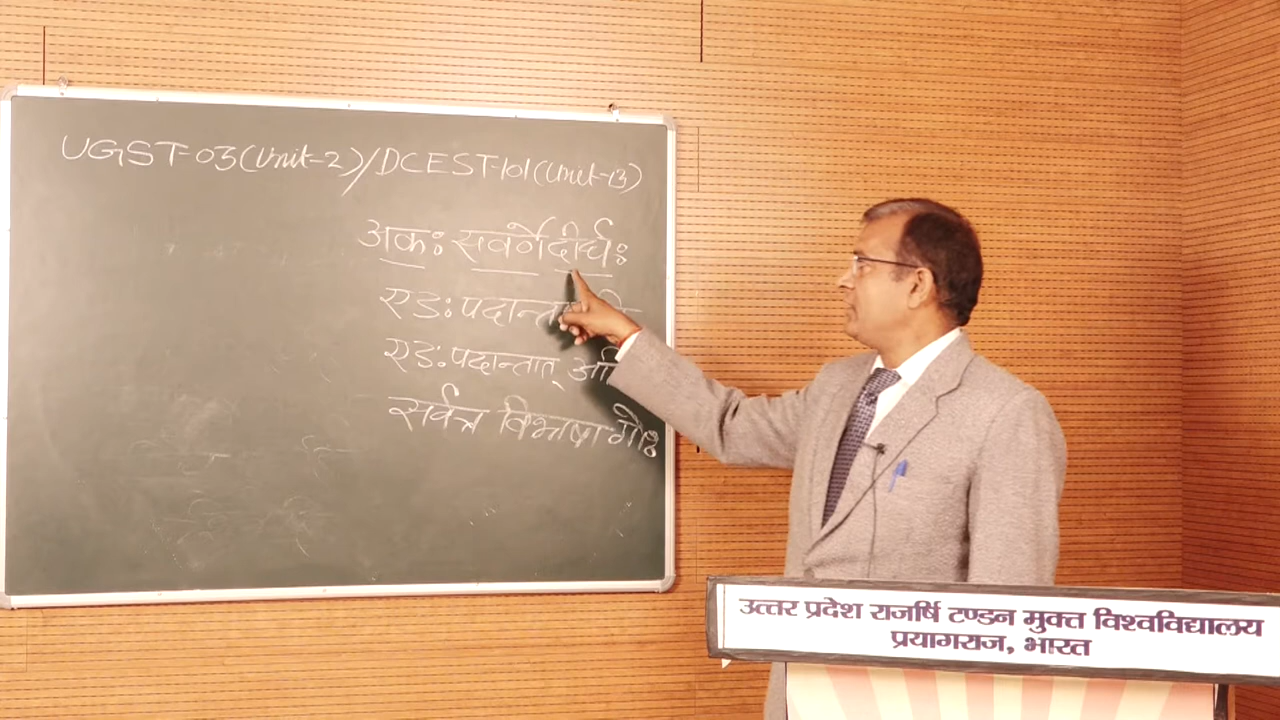 UGST-03(Unit-2)/DCEST-101(Unit-13)
अकः सवर्णे दीर्घः
एङः पदान्ता
एङः पदान्तात्
सर्वत्र विभाषा गोः
उत्तर प्रदेश राजर्षि टण्डन मुक्त विश्वविद्यालय
प्रयागराज, भारत